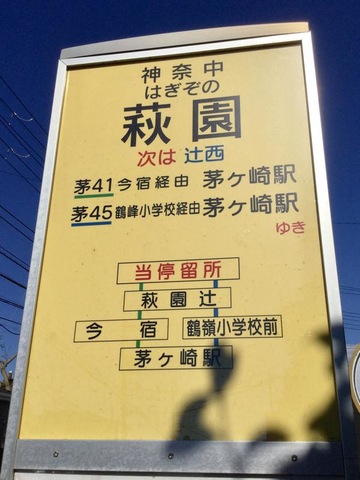 神奈中
はぎぞの
萩園
次は 辻西
茅41 今宿経由 茅ヶ崎駅
茅45 鶴峰小学校経由 茅ヶ崎駅
ゆき
当停留所
萩園辻
今宿 鶴嶺小学校前
茅ヶ崎駅